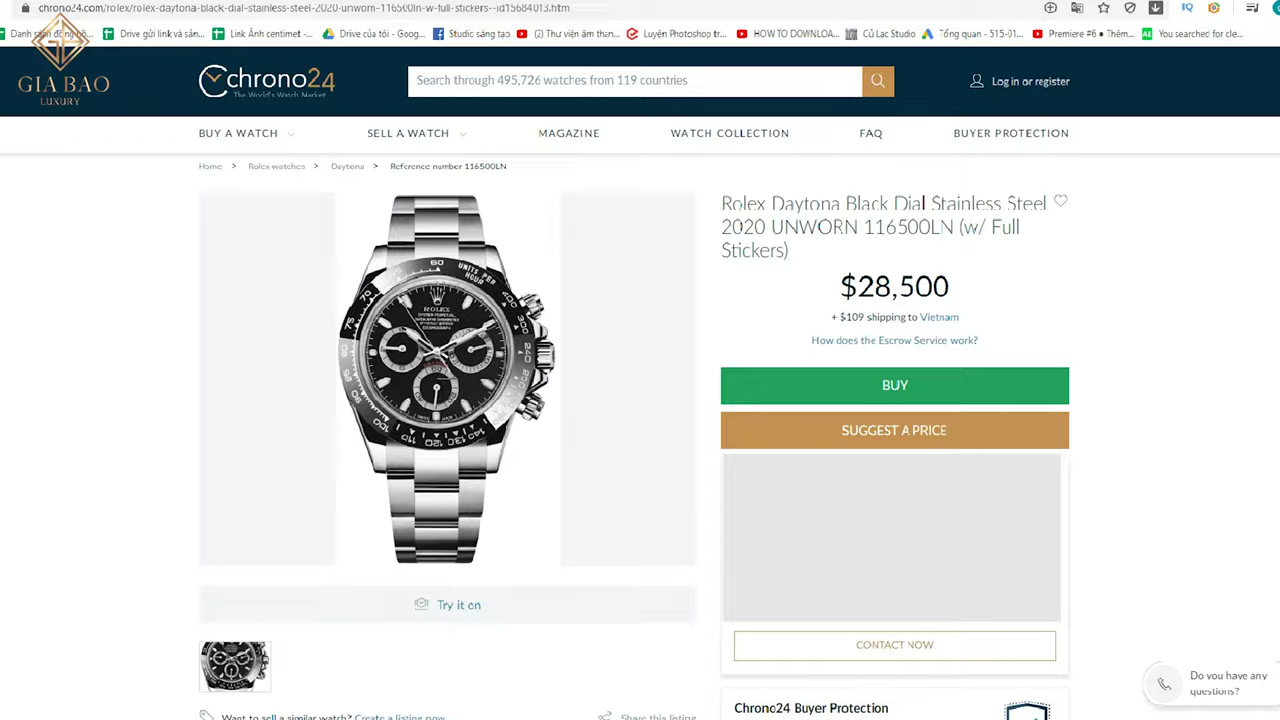 chrono24.com/rolex/rolex-daytona-black-dial-stainless-steel-2020-unworn-116500ln-w-full-stickers--id15684013.htm
Drive gửi link và sản...
Link Ảnh centimet -...
Drive của tôi - Goog...
Studio sáng tạo
(2) Thư viện âm than...
Luyện Photoshop tr...
HOW TO DOWNLOA...
Củ Lạc Studio
Tổng quan - 515-01...
Premiere #6 • Thêm...
You searched for cle...
GIA BAO
LUXURY
Chrono24
The World's Watch Market
Search through 495,726 watches from 119 countries
Log in or register
BUY A WATCH
SELL A WATCH
MAGAZINE
WATCH COLLECTION
FAQ
BUYER PROTECTION
Home > Rolex watches > Daytona > Reference number 116500LN
Rolex Daytona Black Dial Stainless Steel
2020 UNWORN 116500LN (w/ Full
Stickers)
$28,500
+ $109 shipping to Vietnam
How does the Escrow Service work?
BUY
SUGGEST A PRICE
ROLEX
60
UNITS PER
HOUR
400
300
240
Try it on
CONTACT NOW
Do you have any
questions?
Want to sell a similar watch? Create a listing now
Share this listing
Chrono24 Buyer Protection